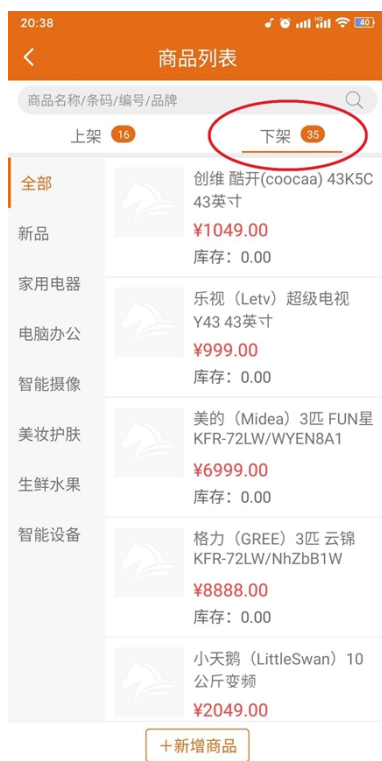 20:38
40
商品列表
商品名称/条码/编号/品牌
上架 16
下架 35
全部
新品
家用电器
电脑办公
智能摄像
美妆护肤
生鲜水果
智能设备
创维 酷开(coocaa) 43K5C
43英寸
¥1049.00
库存：0.00
乐视（Letv）超级电视
Y43 43英寸
¥999.00
库存：0.00
美的（Midea）3匹 FUN星
KFR-72LW/WYEN8A1
¥6999.00
库存：0.00
格力（GREE）3匹 云锦
KFR-72LW/NhZbB1W
¥8888.00
库存：0.00
小天鹅（LittleSwan）10
公斤变频
¥2049.00
＋新增商品